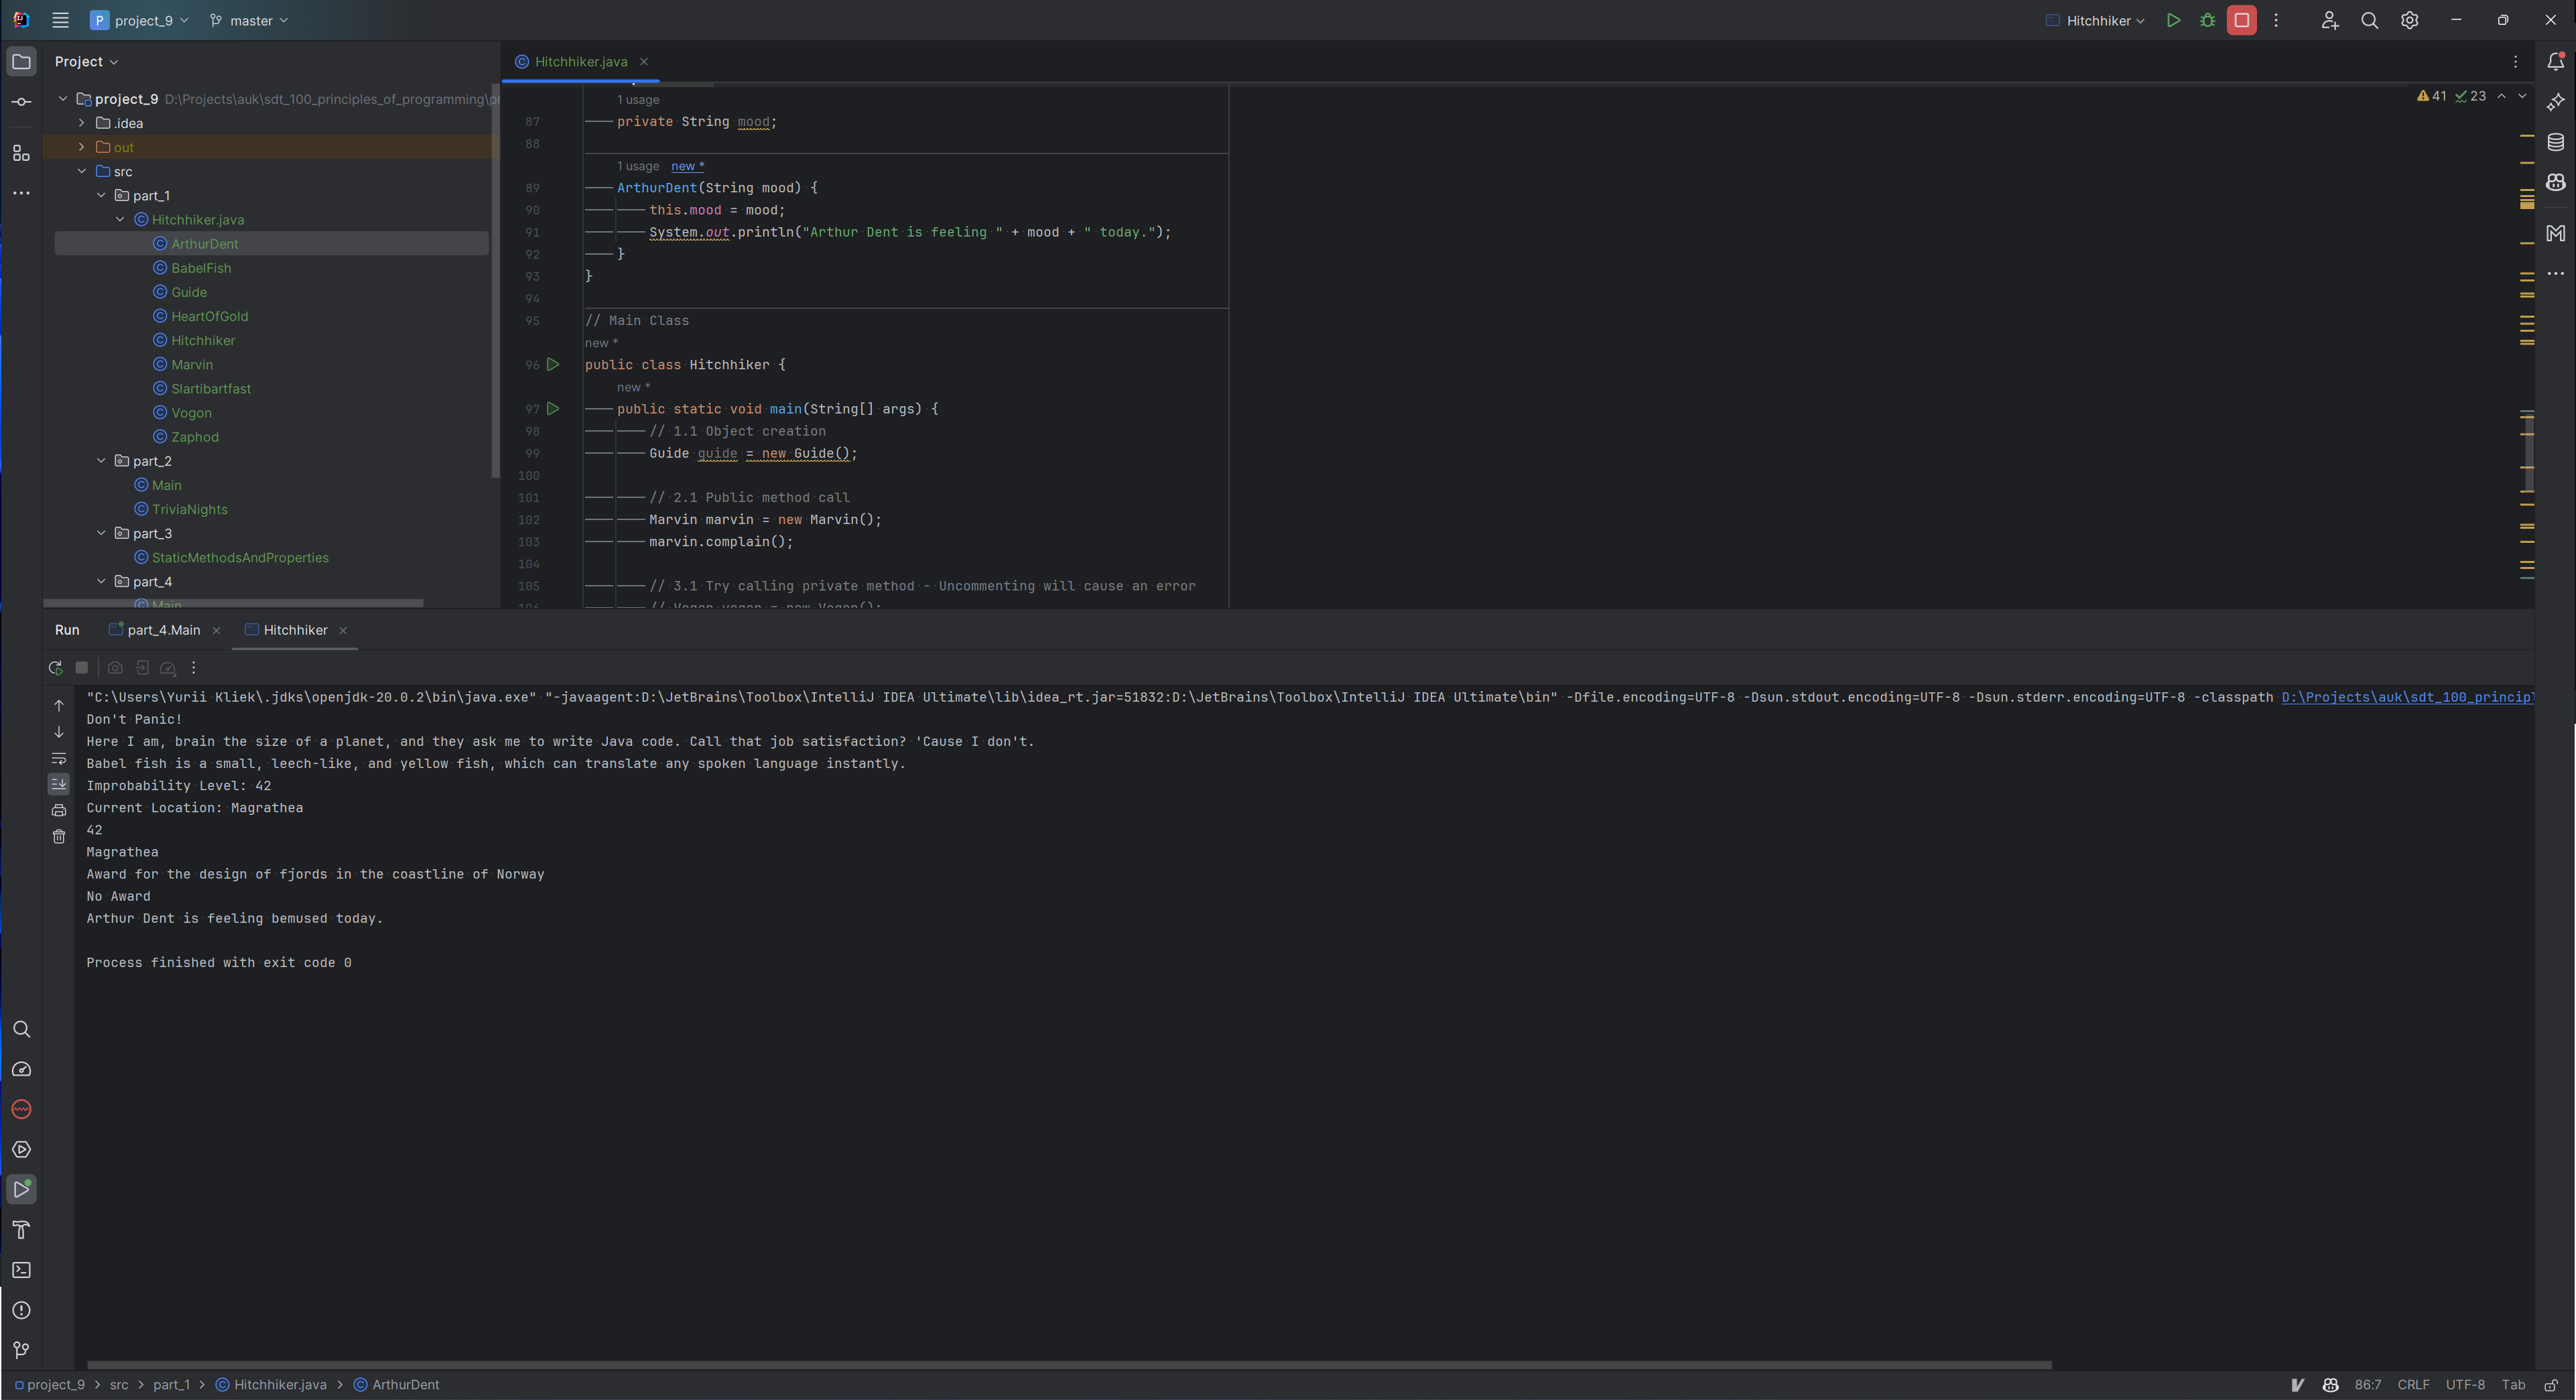 P project_9 master Hitchhiker
Project
Hitchhiker.java
project_9 D:\Projects\auk\sdt_100_principles_of_programming\pr
.idea
out
src
part_1
Hitchhiker.java
ArthurDent
BabelFish
Guide
HeartOfGold
Hitchhiker
Marvin
Slartibartfast
Vogon
Zaphod
part_2
Main
TriviaNights
part_3
StaticMethodsAndProperties
part_4
Main
41 23
1 usage
87 private String mood;
88
1 usage new *
89 ArthurDent(String mood) {
90 this.mood = mood;
91 System.out.println("Arthur Dent is feeling " + mood + " today.");
92 }
93 }
94
95 // Main Class
new *
96 public class Hitchhiker {
new *
97 public static void main(String[] args) {
98 // 1.1 Object creation
99 Guide guide = new Guide();
100
101 // 2.1 Public method call
102 Marvin marvin = new Marvin();
103 marvin.complain();
104
105 // 3.1 Try calling private method - Uncommenting will cause an error
106 // Vogon vogon = new Vogon();
Run part_4.Main Hitchhiker
"C:\Users\Yurii Kliek\.jdks\openjdk-20.0.2\bin\java.exe" "-javaagent:D:\JetBrains\Toolbox\IntelliJ IDEA Ultimate\lib\idea_rt.jar=51832:D:\JetBrains\Toolbox\IntelliJ IDEA Ultimate\bin" -Dfile.encoding=UTF-8 -Dsun.stdout.encoding=UTF-8 -Dsun.stderr.encoding=UTF-8 -classpath D:\Projects\auk\sdt_100_princip
Don't Panic!
Here I am, brain the size of a planet, and they ask me to write Java code. Call that job satisfaction? 'Cause I don't.
Babel fish is a small, leech-like, and yellow fish, which can translate any spoken language instantly.
Improbability Level: 42
Current Location: Magrathea
42
Magrathea
Award for the design of fjords in the coastline of Norway
No Award
Arthur Dent is feeling bemused today.
Process finished with exit code 0
project_9 > src > part_1 > Hitchhiker.java > ArthurDent
86:7 CRLF UTF-8 Tab